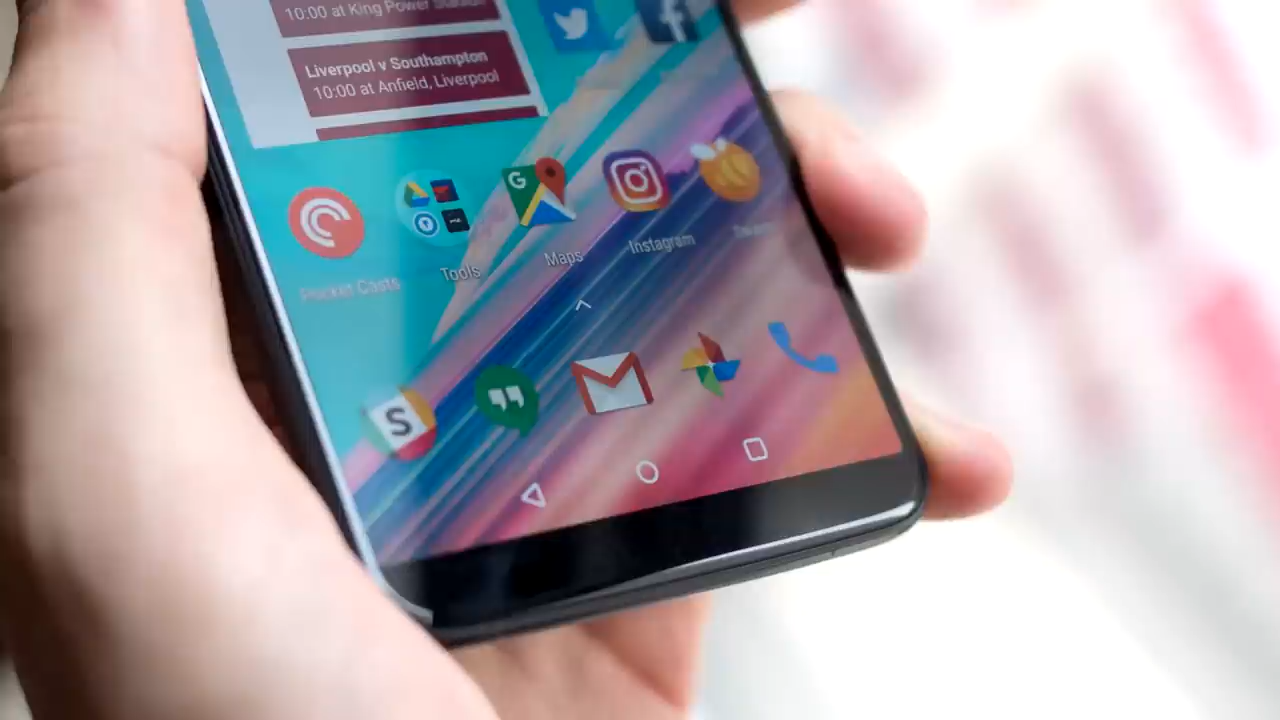 10:00 at King Power Stadium
Liverpool v Southampton
10:00 at Anfield, Liverpool
G
Pocket Casts
Tools
Maps
Instagram
S